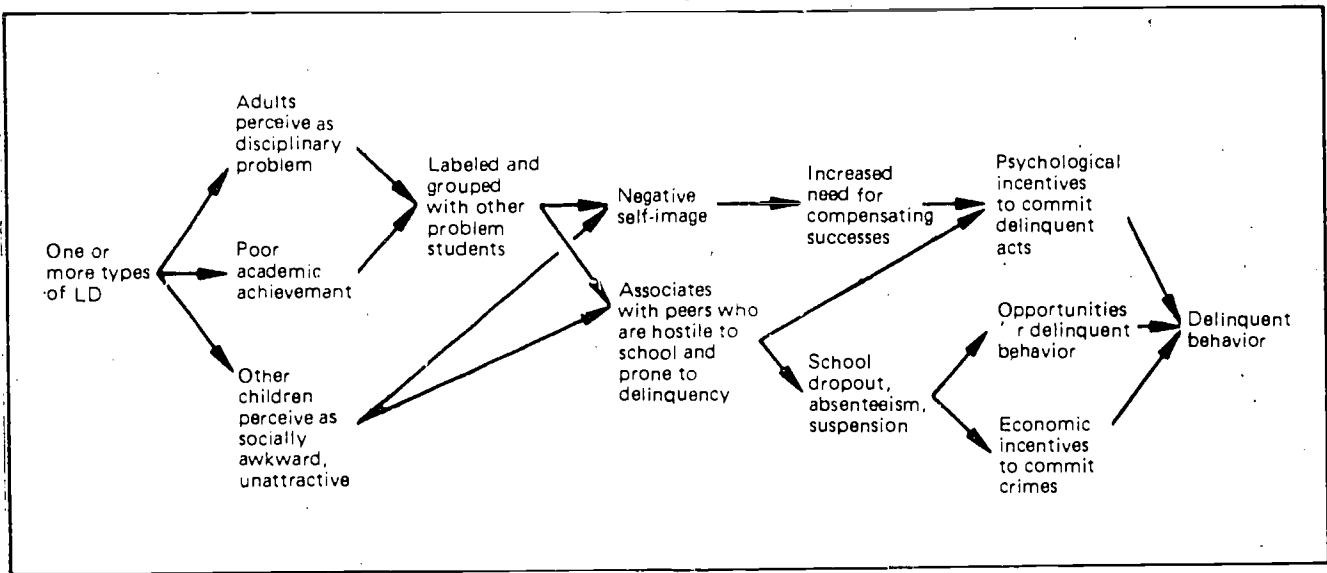 One or
more types
of LD
Adults
perceive as
disciplinary
problem
Poor
academic
achievemant
Other
children
perceive as
socially
awkward,
unattractive
Labeled and
grouped
with other
problem
students
Negative
self-image
Associates
with peers who
are hostile to
school and
prone to
delinquency
Increased
need for
compensating
successes
School
dropout,
absenteeism,
suspension
Psychological
incentives
to commit
delinquent
acts
Opportunities
delinquent
behavior
Economic
incentives
to commit
crimes
Delinquent
behavior